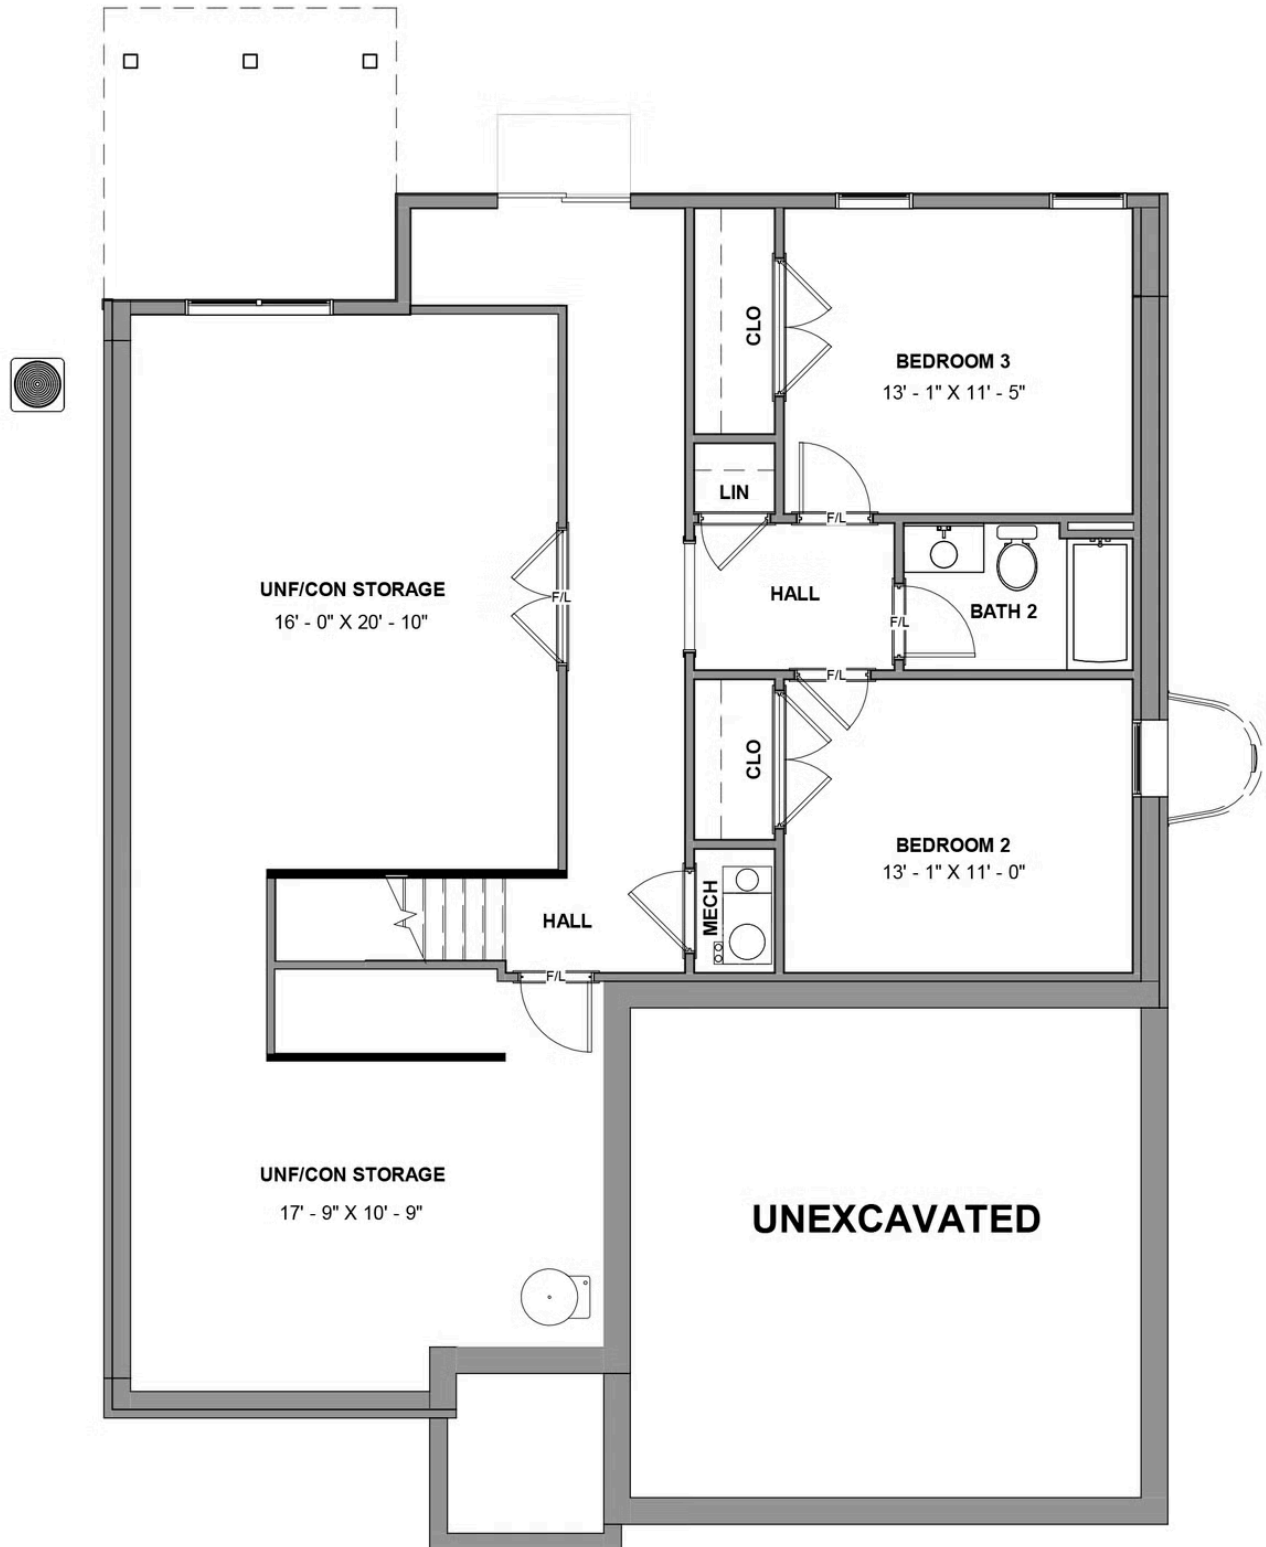 CLO
BEDROOM 3
13' - 1" X 11' - 5"
LIN
F/L
UNF/CON STORAGE
16' - 0" X 20' - 10"
F/L
HALL
F/L
BATH 2
F/L
CLO
BEDROOM 2
13' - 1" X 11' - 0"
MECH
HALL
F/L
UNF/CON STORAGE
17' - 9" X 10' - 9"
UNEXCAVATED